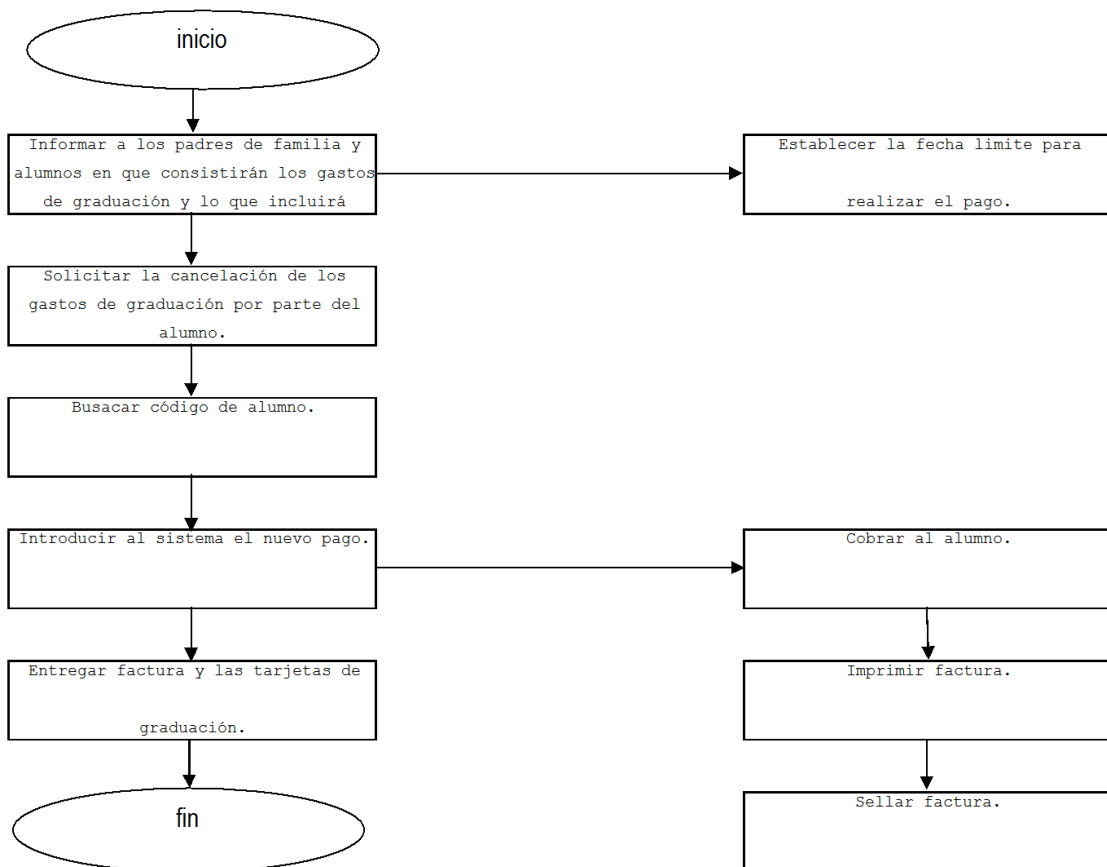 inicio
Informar a los padres de familia y
alumnos en que consistirán los gastos
de graduación y lo que incluirá
Establecer la fecha limite para
realizar el pago.
Solicitar la cancelación de los
gastos de graduación por parte del
alumno.
Busacar código de alumno.
Introducir al sistema el nuevo pago.
Cobrar al alumno.
Entregar factura y las tarjetas de
graduación.
Imprimir factura.
fin
Sellar factura.